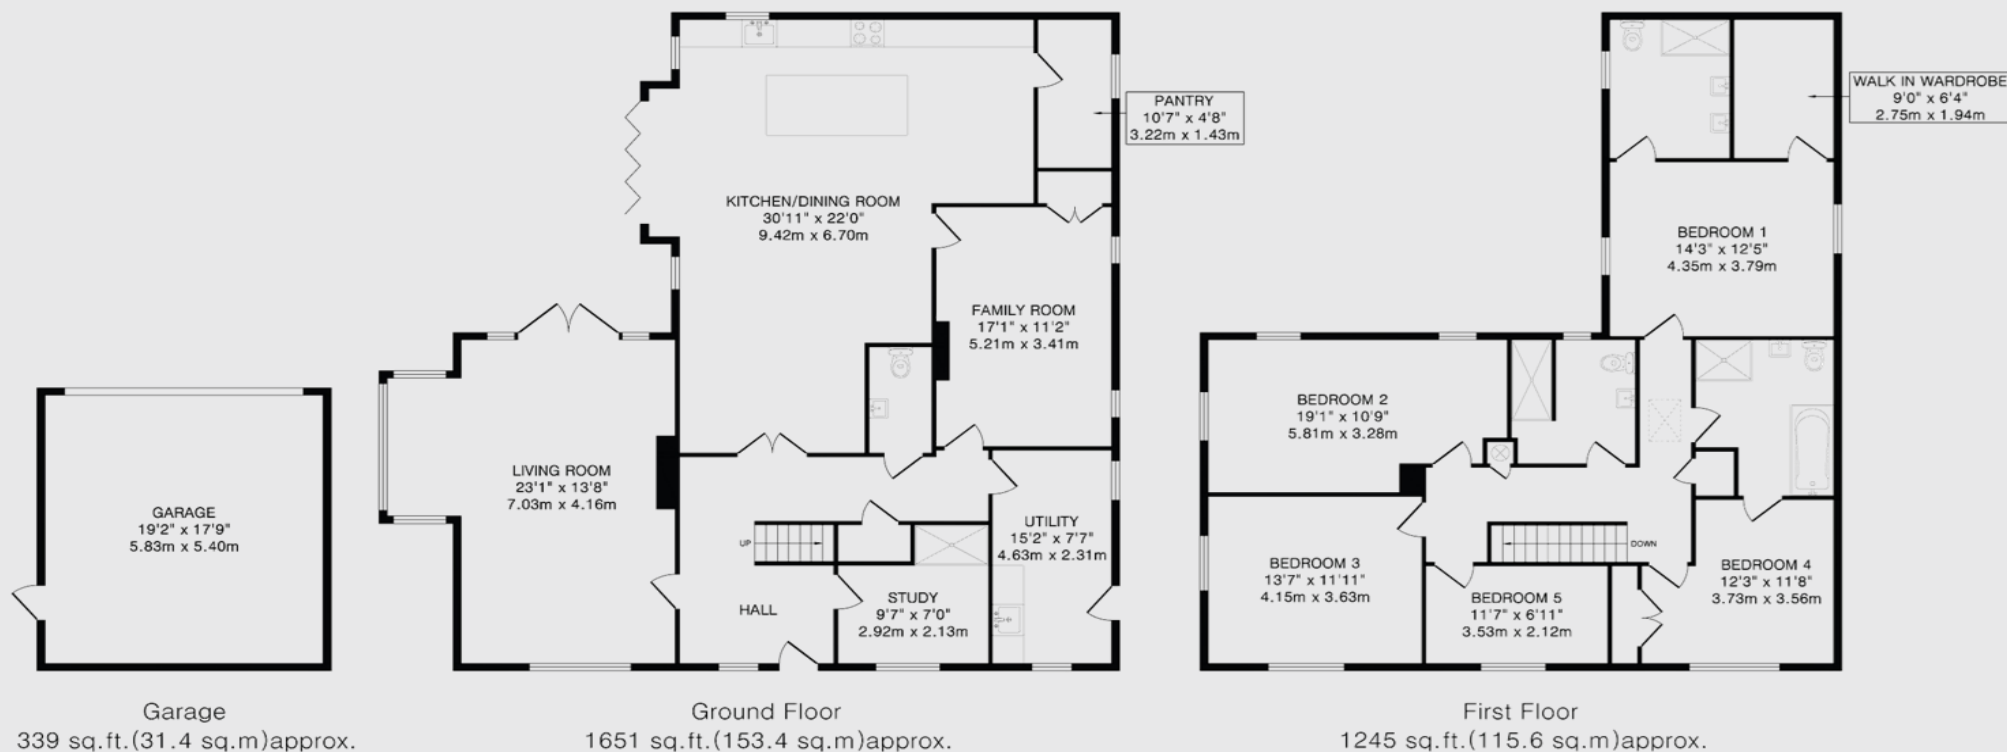 GARAGE
19'2" x 17'9"
5.83m x 5.40m
Garage
339 sq.ft.(31.4 sq.m)approx.
KITCHEN/DINING ROOM
30'11" x 22'0"
9.42m x 6.70m
PANTRY
10'7" x 4'8"
3.22m x 1.43m
FAMILY ROOM
17'1" x 11'2"
5.21m x 3.41m
LIVING ROOM
23'1" x 13'8"
7.03m x 4.16m
UP
HALL
STUDY
9'7" x 7'0"
2.92m x 2.13m
UTILITY
15'2" x 7'7"
4.63m x 2.31m
Ground Floor
1651 sq.ft.(153.4 sq.m)approx.
WALK IN WARDROBE
9'0" x 6'4"
2.75m x 1.94m
BEDROOM 1
14'3" x 12'5"
4.35m x 3.79m
BEDROOM 2
19'1" x 10'9"
5.81m x 3.28m
DOWN
BEDROOM 3
13'7" x 11'11"
4.15m x 3.63m
BEDROOM 5
11'7" x 6'11"
3.53m x 2.12m
BEDROOM 4
12'3" x 11'8"
3.73m x 3.56m
First Floor
1245 sq.ft.(115.6 sq.m)approx.